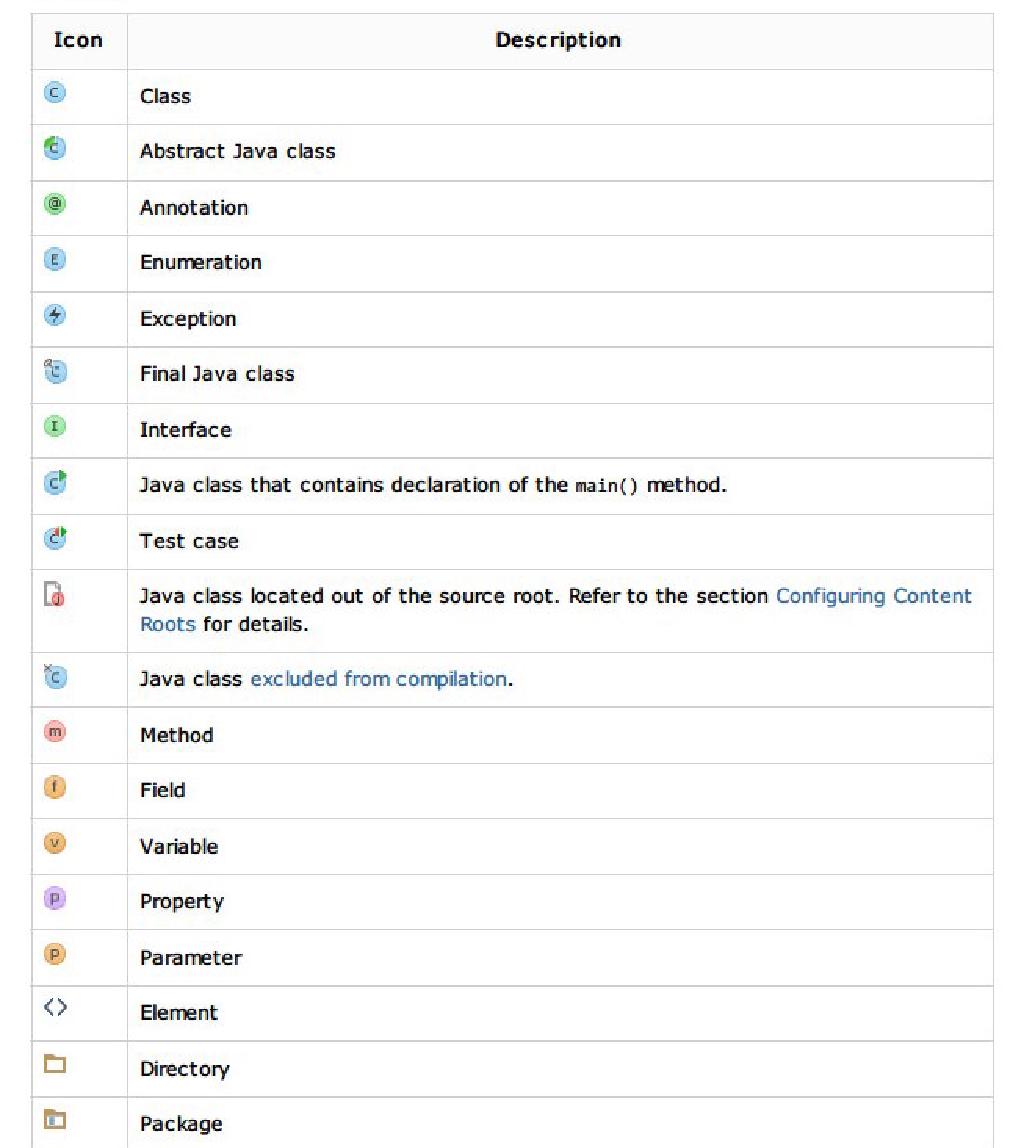 Icon Description
C Class
C Abstract Java class
@ Annotation
E Enumeration
Exception
C Final Java class
I Interface
C Java class that contains declaration of the main() method.
C Test case
J Java class located out of the source root. Refer to the section Configuring Content
Roots for details.
C Java class excluded from compilation.
m Method
f Field
v Variable
p Property
P Parameter
<> Element
Directory
Package